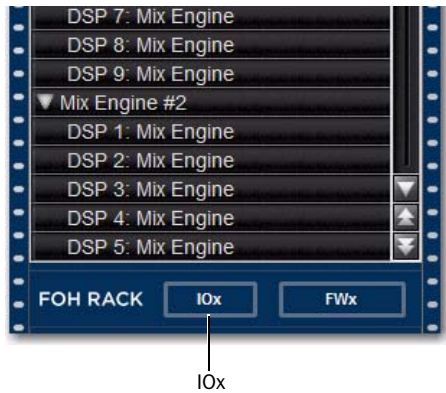 DSP 7: Mix Engine
DSP 8: Mix Engine
DSP 9: Mix Engine
Mix Engine #2
DSP 1: Mix Engine
DSP 2: Mix Engine
DSP 3: Mix Engine
DSP 4: Mix Engine
DSP 5: Mix Engine
FOH RACK IOx FWx
IOx